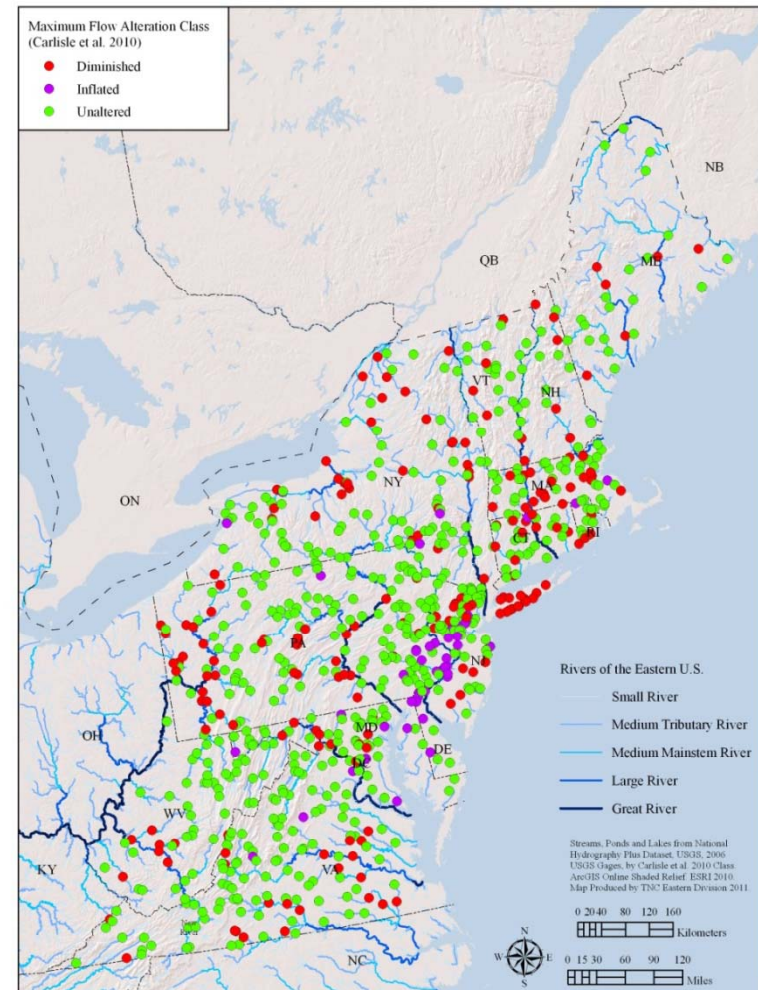 Maximum Flow Alteration Class
(Carlisle et al. 2010)
Diminished
Inflated
Unaltered
NB
QB
ME
VT
NH
ON
NY
MA
CT
RI
PA
NJ
OH
MD
DE
DC
WV
KY
VA
NC
Rivers of the Eastern U.S.
Small River
Medium Tributary River
Medium Mainstem River
Large River
Great River
Streams, Ponds and Lakes from National
Hydrography Plus Dataset, USGS, 2006
USGS Gages, by Carlisle et al. 2010 Class.
ArcGIS Online Shaded Relief ESRI 2010.
Map Produced by TNC Eastern Division 2011
0 20 40 80 120 160
Kilometers
N
W E
S
0 15 30 60 90 120
Miles